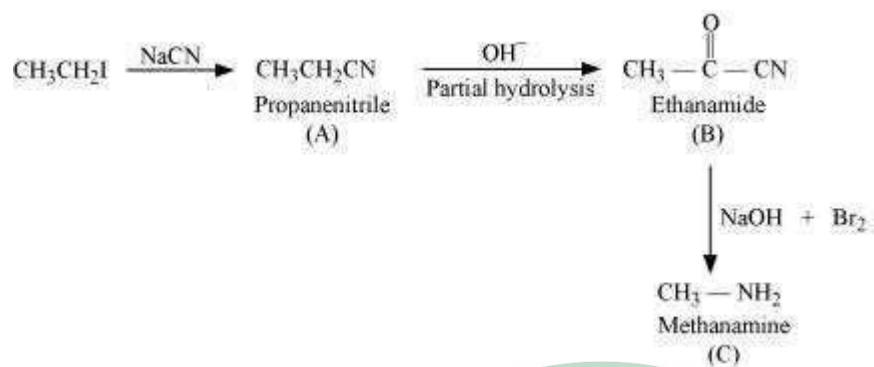 CH₃CH₂I NaCN CH₃CH₂CN OH⁻ CH₃ — C — CN
O
Propanenitrile Partial hydrolysis Ethanamide
(A) (B)
NaOH + Br₂
CH₃ — NH₂
Methanamine
(C)